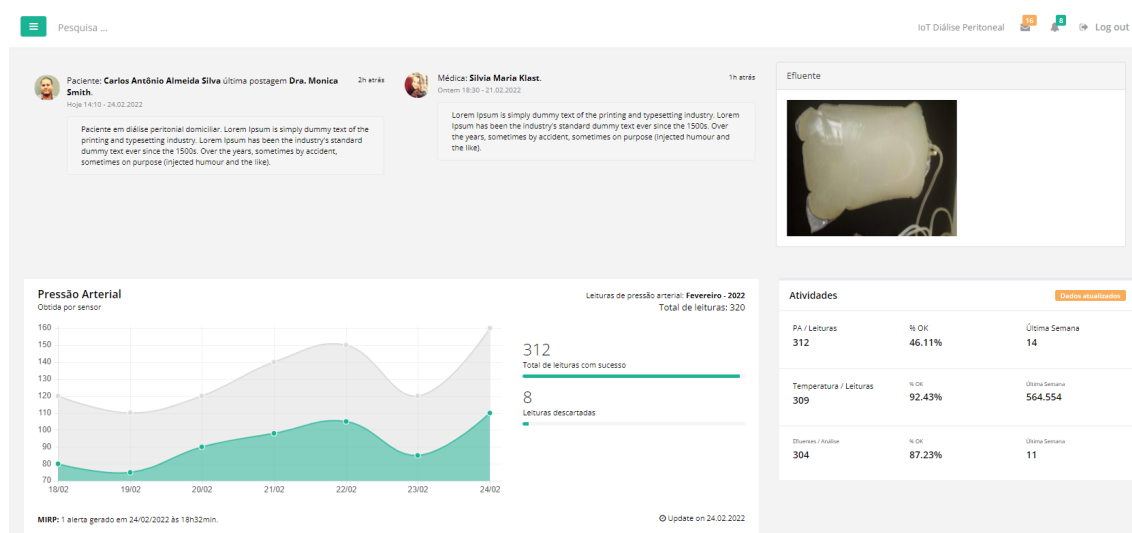 Pesquisa ...
IoT Diálise Peritoneal
16
8
Log out
Paciente: Carlos Antônio Almeida Silva última postagem Dra. Monica
Smith.
2h atrás
Hoje 14:10 - 24.02.2022
Paciente em diálise peritonial domiciliar. Lorem Ipsum is simply dummy text of the
printing and typesetting industry. Lorem Ipsum has been the industry's standard
dummy text ever since the 1500s. Over the years, sometimes by accident,
sometimes on purpose (injected humour and the like).
Médica: Silvia Maria Klast.
1h atrás
Ontem 18:30 - 21.02.2022
Lorem Ipsum is simply dummy text of the printing and typesetting industry. Lorem
Ipsum has been the industry's standard dummy text ever since the 1500s. Over
the years, sometimes by accident, sometimes on purpose (injected humour and
the like).
Efluente
Pressão Arterial
Obtida por sensor
Leituras de pressão arterial: Fevereiro - 2022
Total de leituras: 320
160
150
140
130
120
110
100
90
80
70
18/02 19/02 20/02 21/02 22/02 23/02 24/02
312
Total de leituras com sucesso
8
Leituras descartadas
MIRP: 1 alerta gerado em 24/02/2022 às 18h32min.
Update on 24.02.2022
Atividades
Dados atualizados
PA / Leituras % OK Última Semana
312 46.11% 14
Temperatura / Leituras % OK Última Semana
309 92.43% 564.554
Efluentes / Análise % OK Última Semana
304 87.23% 11